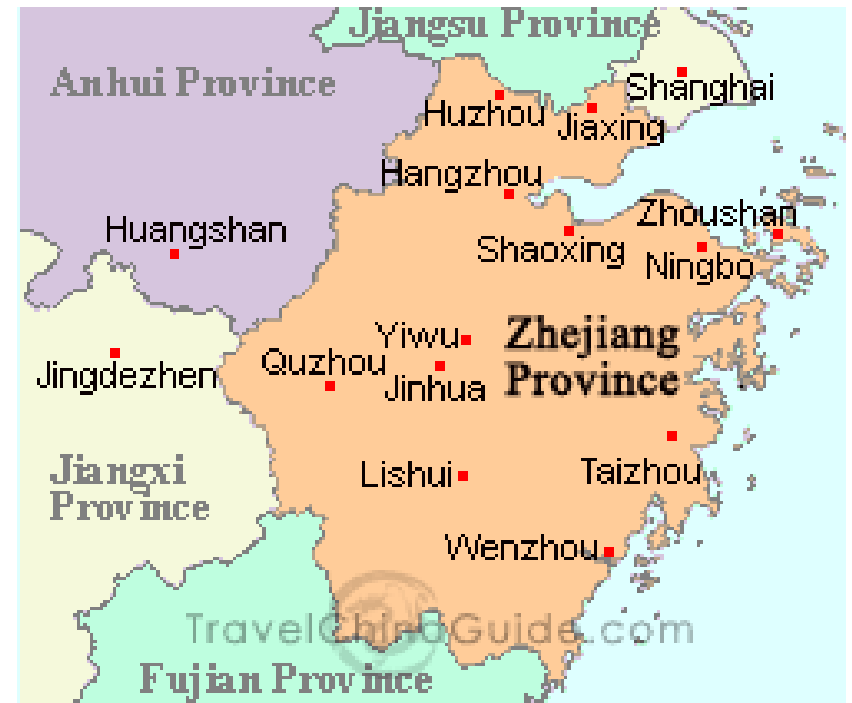 Jiangsu Province
Anhui Province
Shanghai
Huzhou
Jiaxing
Hangzhou
Zhoushan
Huangshan
Shaoxing
Ningbo
Yiwu
Zhejiang
Province
Quzhou
Jinhua
Jingdezhen
Jiangxi
Province
Lishui
Taizhou
Wenzhou
TravelChinaGuide.com
Fujian Province